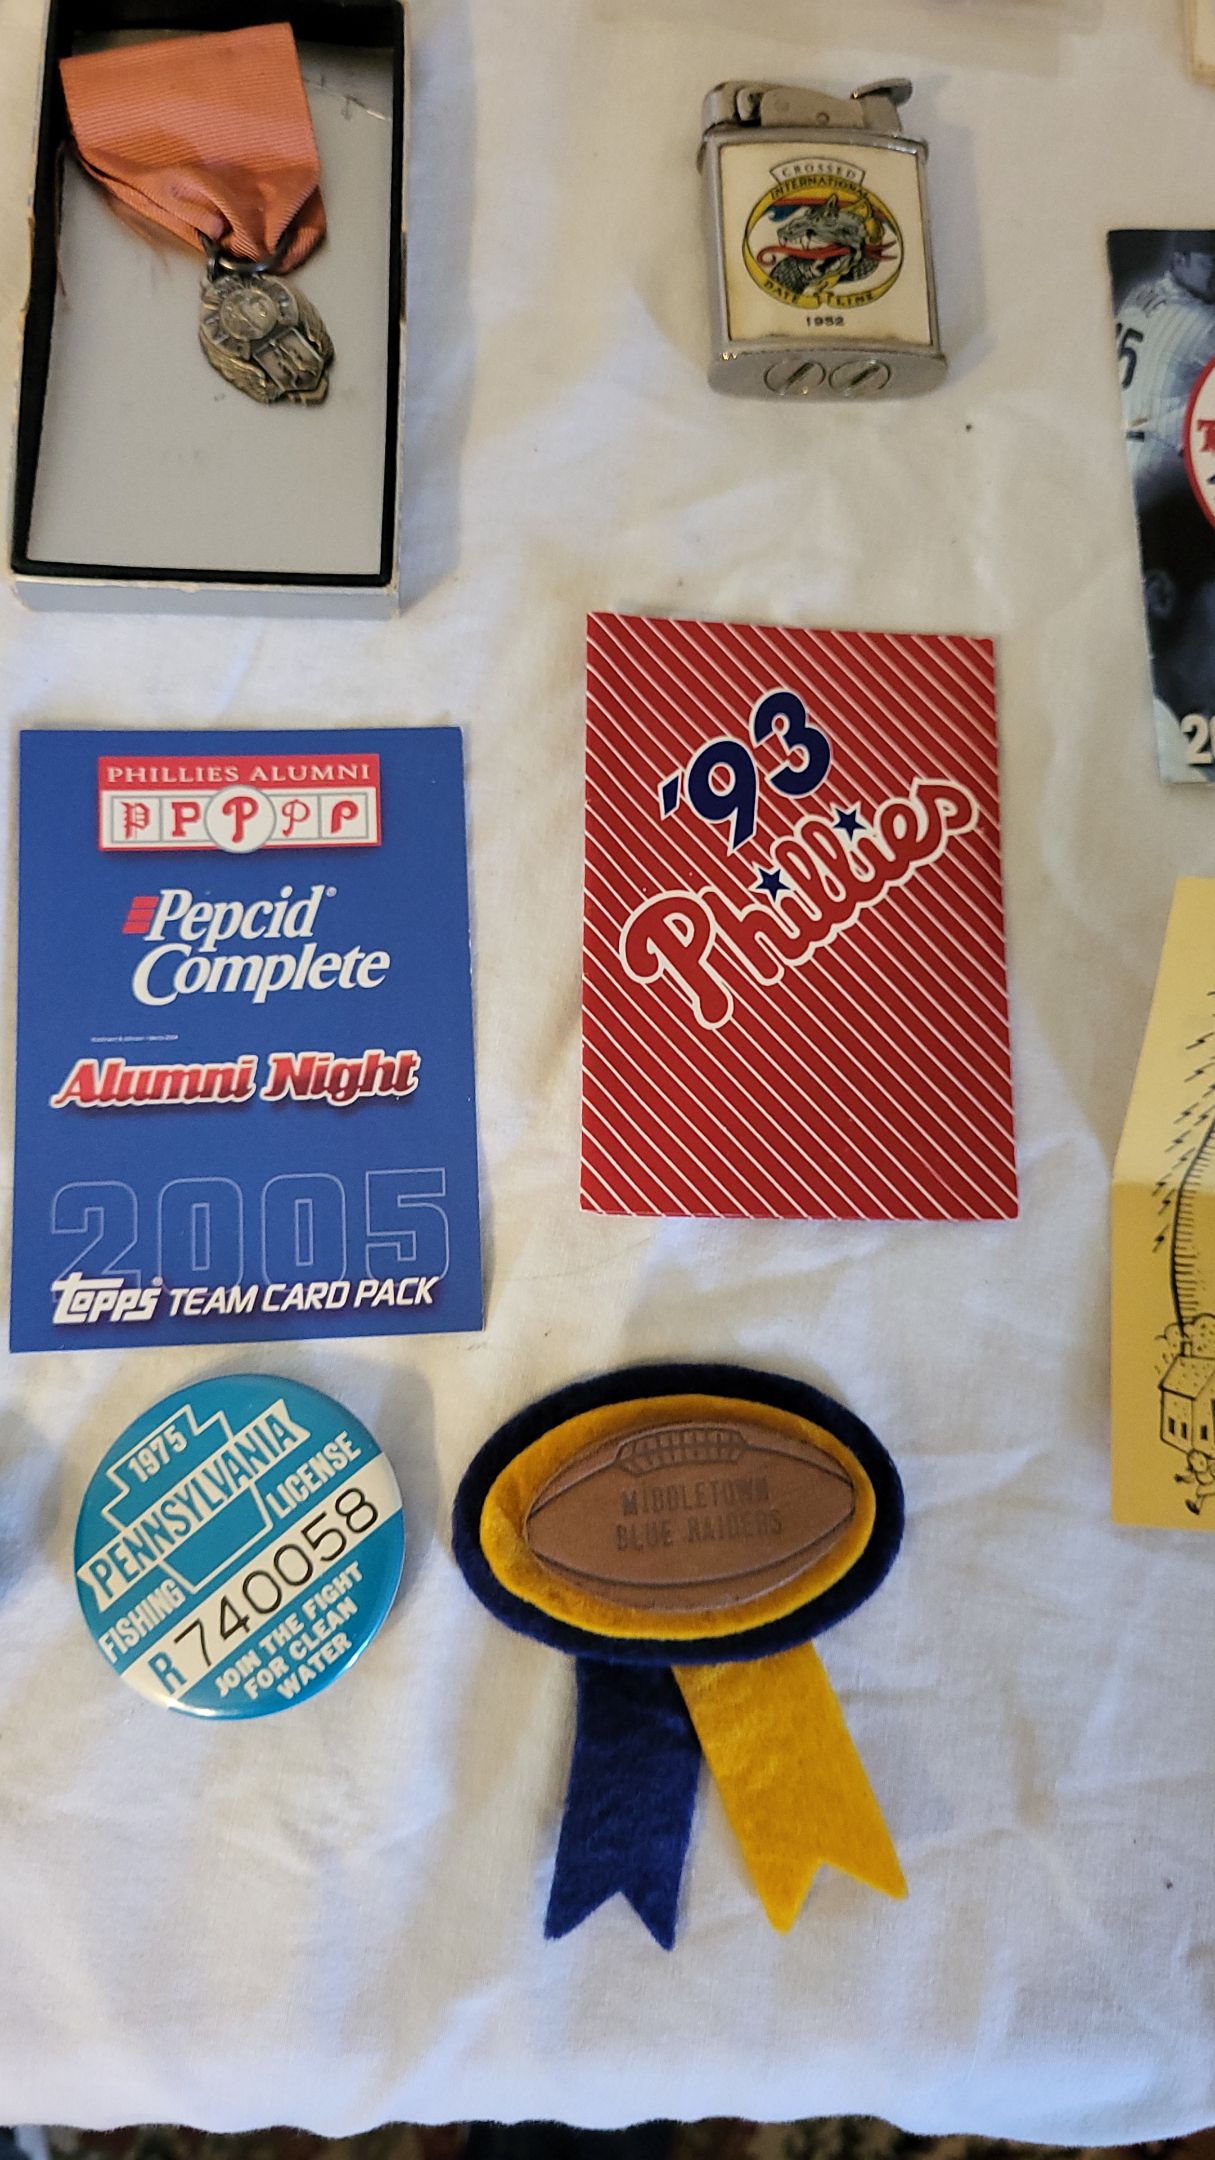 CROSSED
INTERNATIONAL
DATE LINE
1952
'93
Phillies
PHILLIES ALUMNI
P P P P P
Pepcid®
Complete
Alumni Night
2005
Topps® TEAM CARD PACK
1975
PENNSYLVANIA
FISHING LICENSE
R 740058
JOIN THE FIGHT
FOR CLEAN
WATER
MIDDLETOWN
BLUE RAIDERS